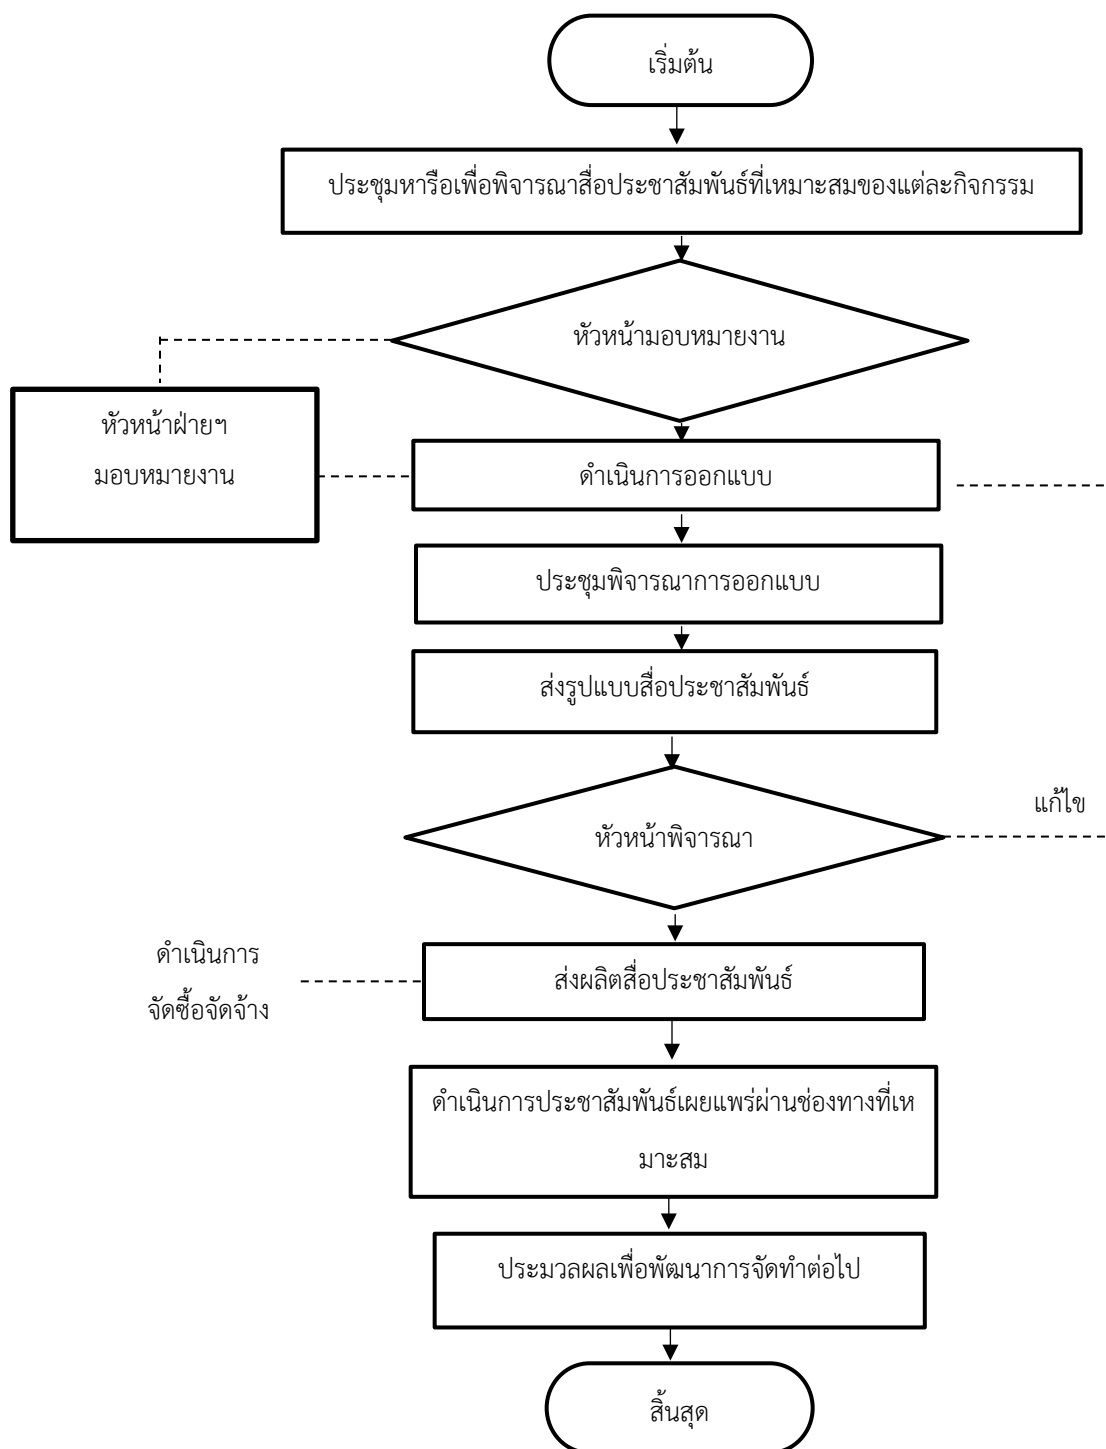 เริ่มต้น
ประชุมหารือเพื่อพิจารณาสื่อประชาสัมพันธ์ที่เหมาะสมของแต่ละกิจกรรม
หัวหน้ามอบหมายงาน
หัวหน้าฝ่ายฯ
มอบหมายงาน
ดำเนินการออกแบบ
ประชุมพิจารณาการออกแบบ
ส่งรูปแบบสื่อประชาสัมพันธ์
แก้ไข
หัวหน้าพิจารณา
ดำเนินการ
จัดซื้อจัดจ้าง
ส่งผลิตสื่อประชาสัมพันธ์
ดำเนินการประชาสัมพันธ์เผยแพร่ผ่านช่องทางที่เห
มาะสม
ประมวลผลเพื่อพัฒนาการจัดทำต่อไป
สิ้นสุด